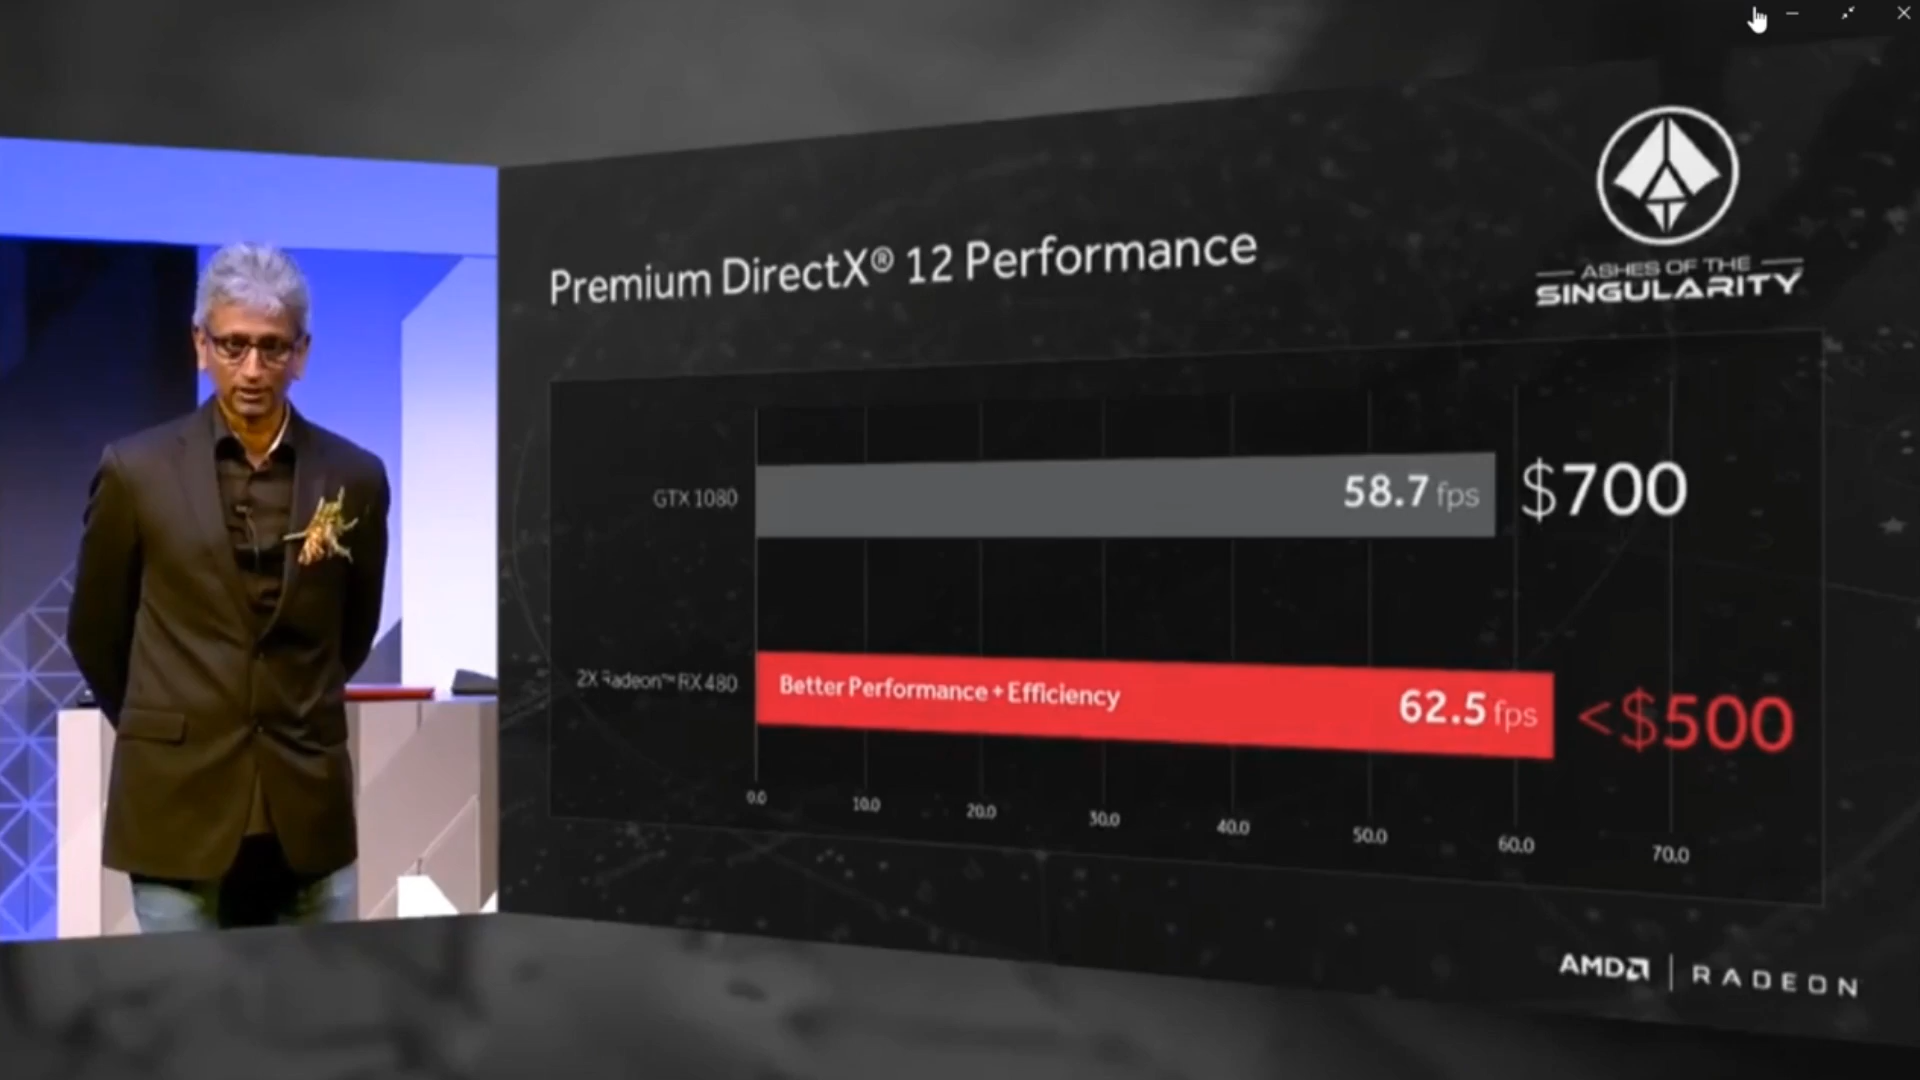 ASHES OF THE
SINGULARITY
Premium DirectX® 12 Performance
GTX 1080
58.7 fps
$700
2X Radeon™ RX 480
Better Performance + Efficiency
62.5 fps
<$500
0.0
10.0
20.0
30.0
40.0
50.0
60.0
70.0
AMD
RADEON